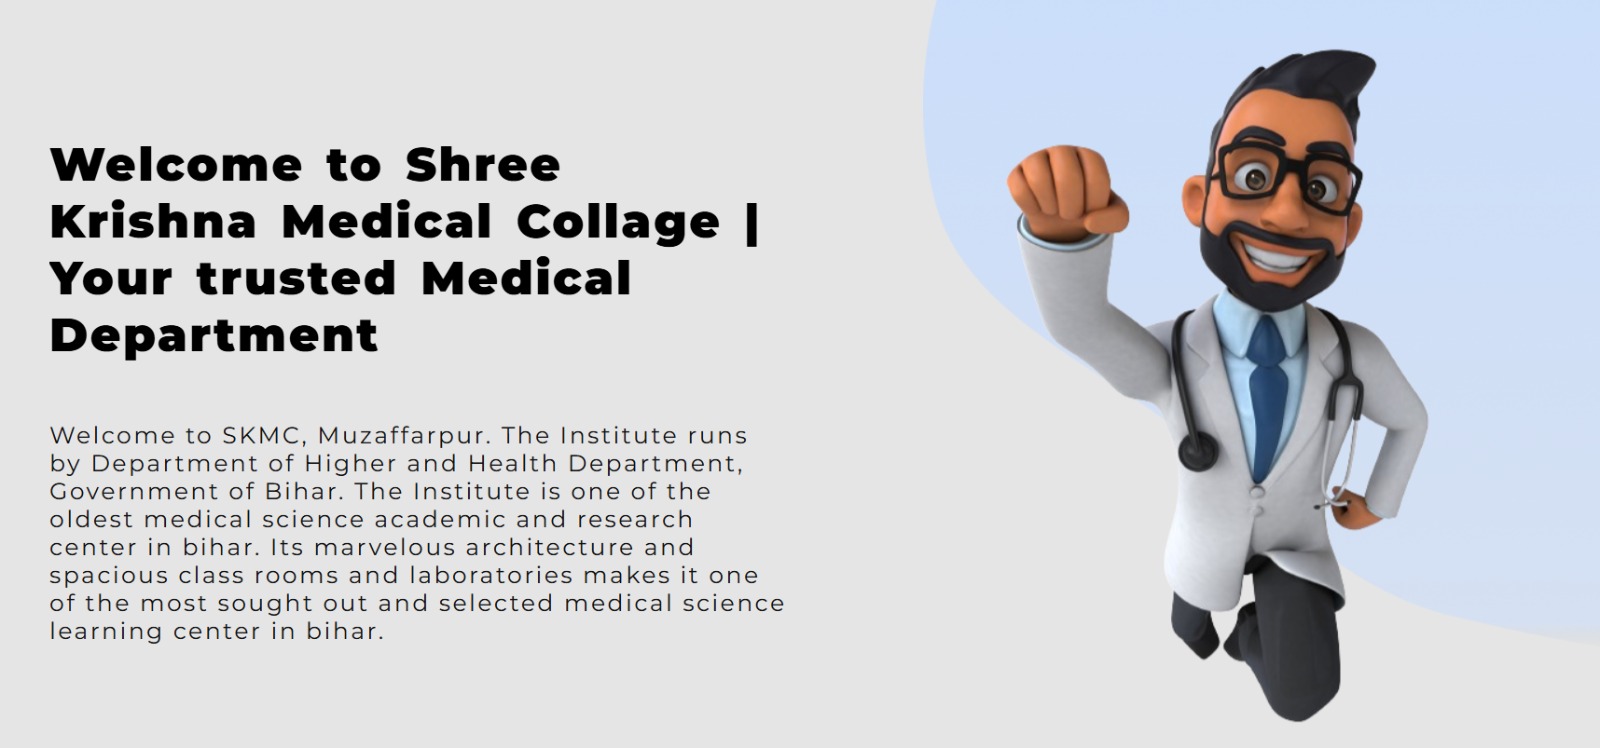 Welcome to Shree
Krishna Medical Collage |
Your trusted Medical
Department
Welcome to SKMC, Muzaffarpur. The Institute runs
by Department of Higher and Health Department,
Government of Bihar. The Institute is one of the
oldest medical science academic and research
center in bihar. Its marvelous architecture and
spacious class rooms and laboratories makes it one
of the most sought out and selected medical science
learning center in bihar.